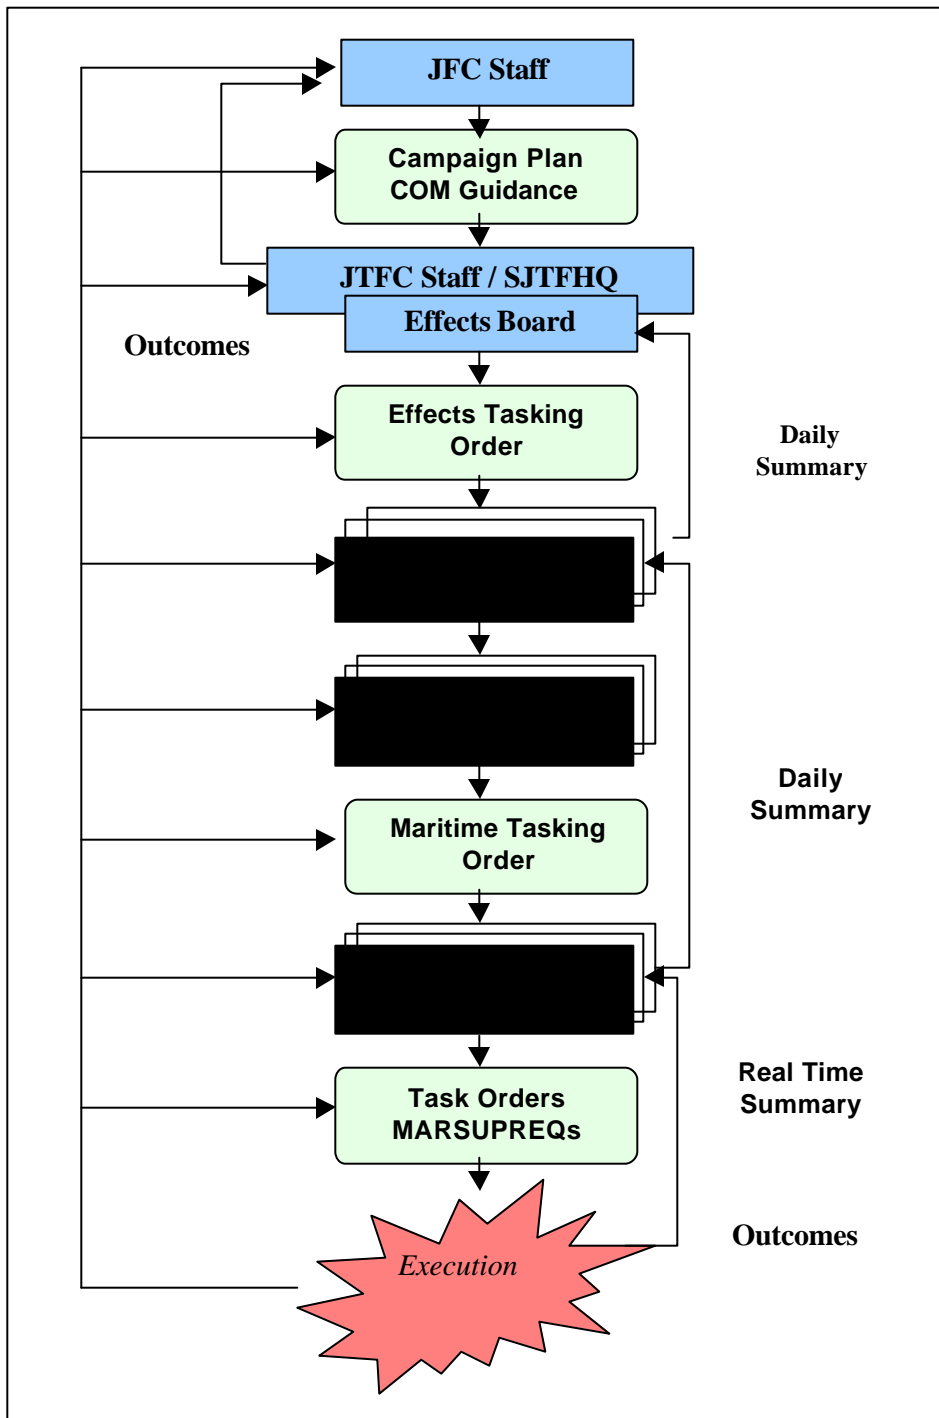 JFC Staff
Campaign Plan
COM Guidance
JTFC Staff / SJTFHQ
Effects Board
Outcomes
Effects Tasking
Order
Daily
Summary
Maritime Tasking
Order
Daily
Summary
Task Orders
MARSUPREQs
Real Time
Summary
Execution
Outcomes